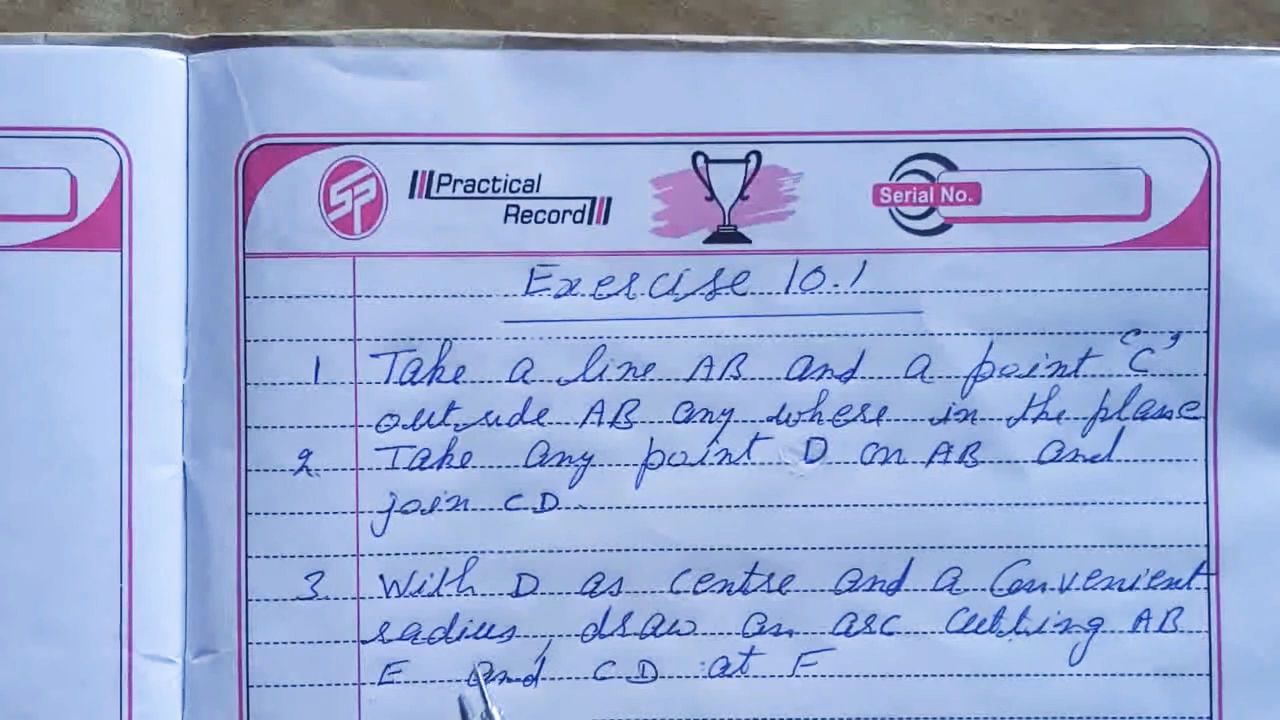 SP
Practical
Record
Serial No.
Exercise 10.1
1 Take a line AB and a point "C"
outside AB any where in the plane
2 Take any point D on AB and
join CD
3. With D as centre and a Convenient
radius, draw an arc cutting AB
E and CD at F